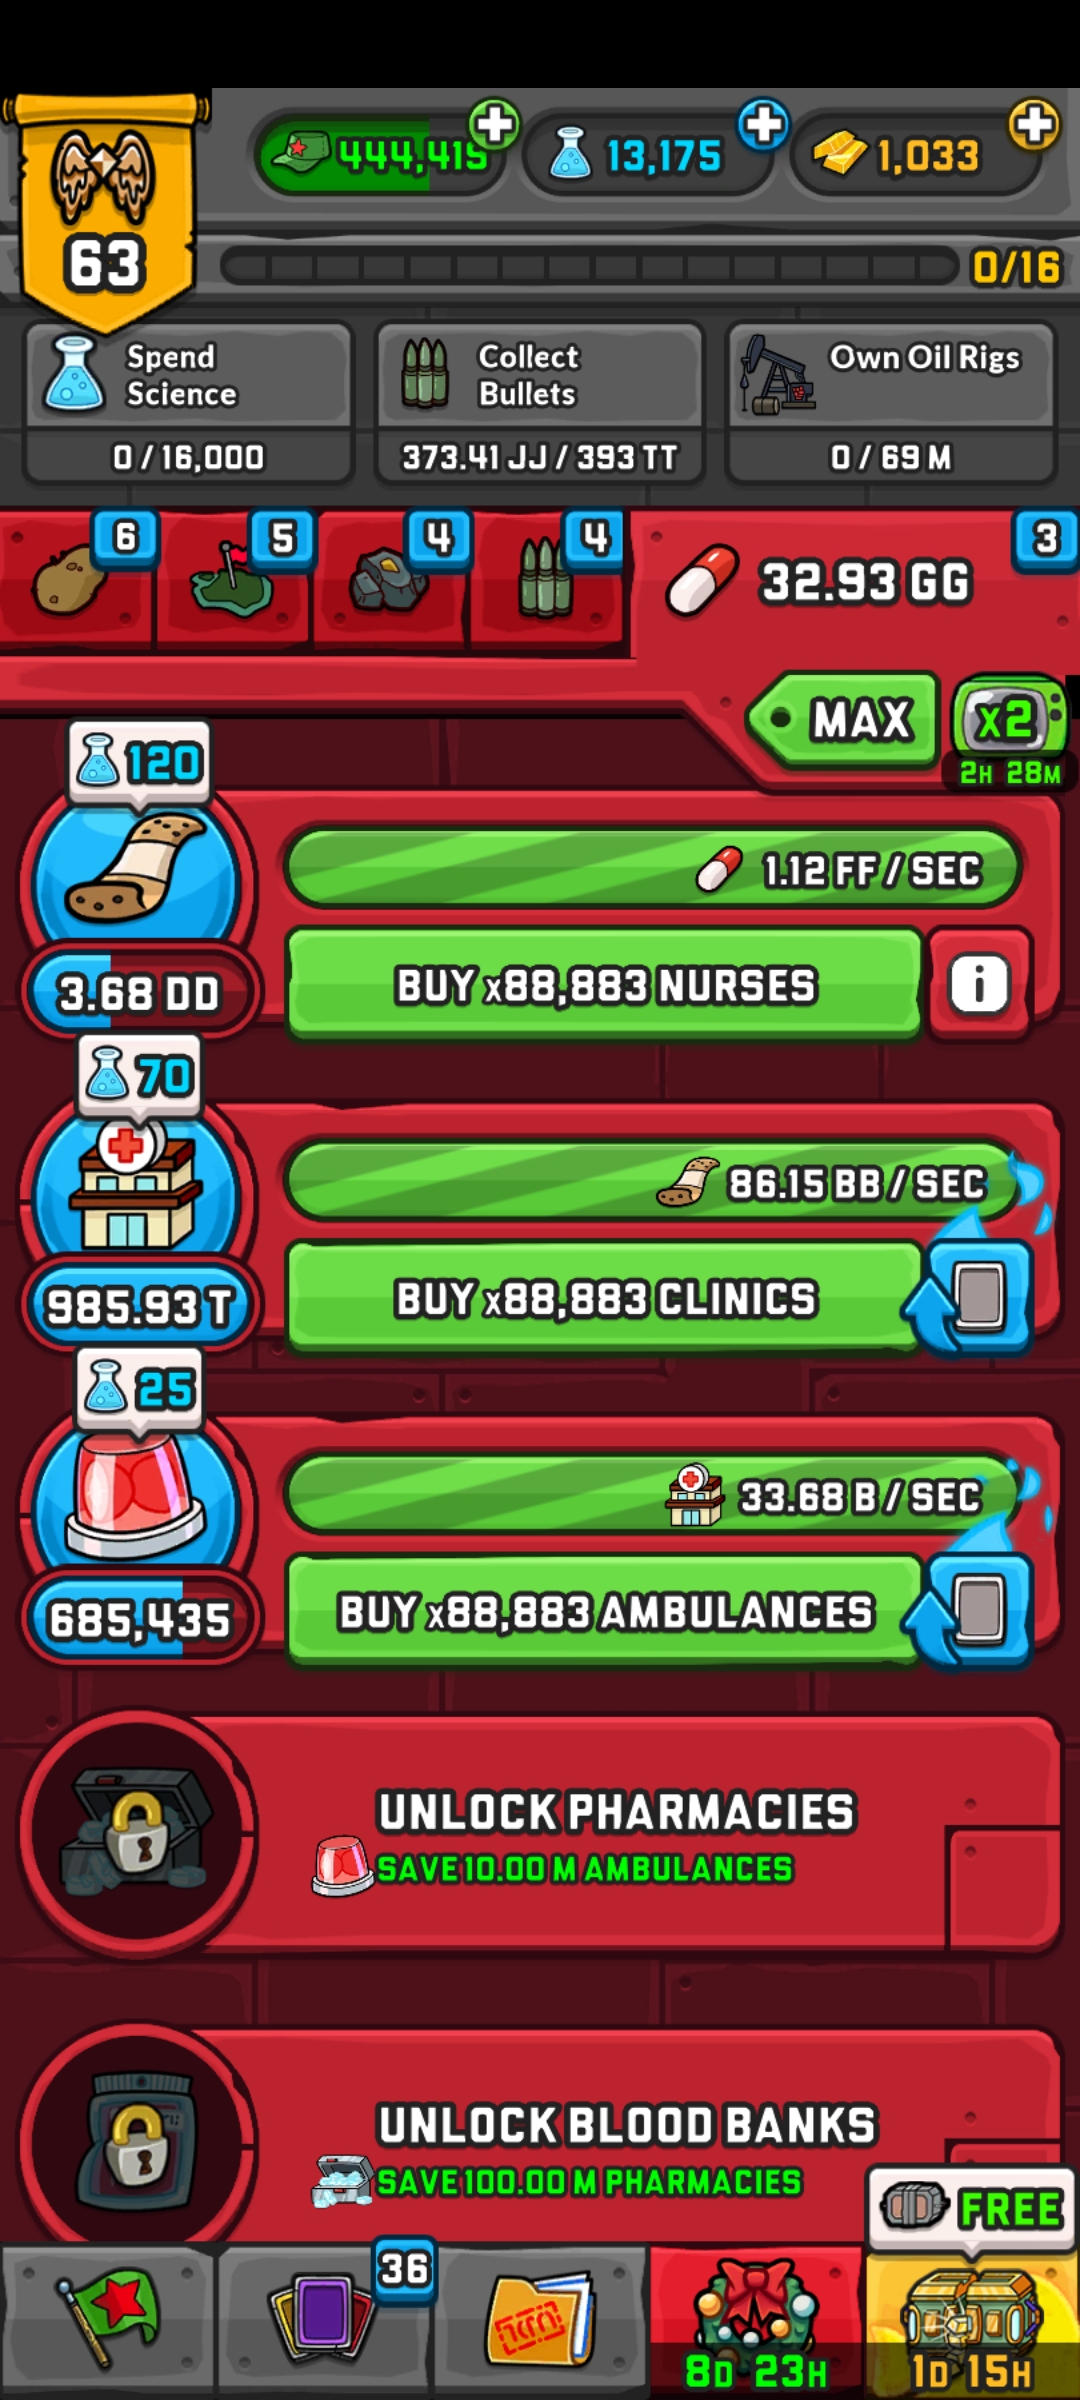 444,415
13,175
1,033
63
0/16
Spend
Science
0 / 16,000
Collect
Bullets
373.41 JJ / 393 TT
Own Oil Rigs
0 / 69 M
6
5
4
4
3
32.93 GG
MAX
x2
2H 28M
120
1.12 FF / SEC
3.68 DD
BUY x88,883 NURSES
i
70
86.15 BB / SEC
985.93 T
BUY x88,883 CLINICS
25
33.68 B / SEC
685,435
BUY x88,883 AMBULANCES
UNLOCK PHARMACIES
SAVE 10.00 M AMBULANCES
UNLOCK BLOOD BANKS
SAVE 100.00 M PHARMACIES
FREE
36
8D 23H
1D 15H